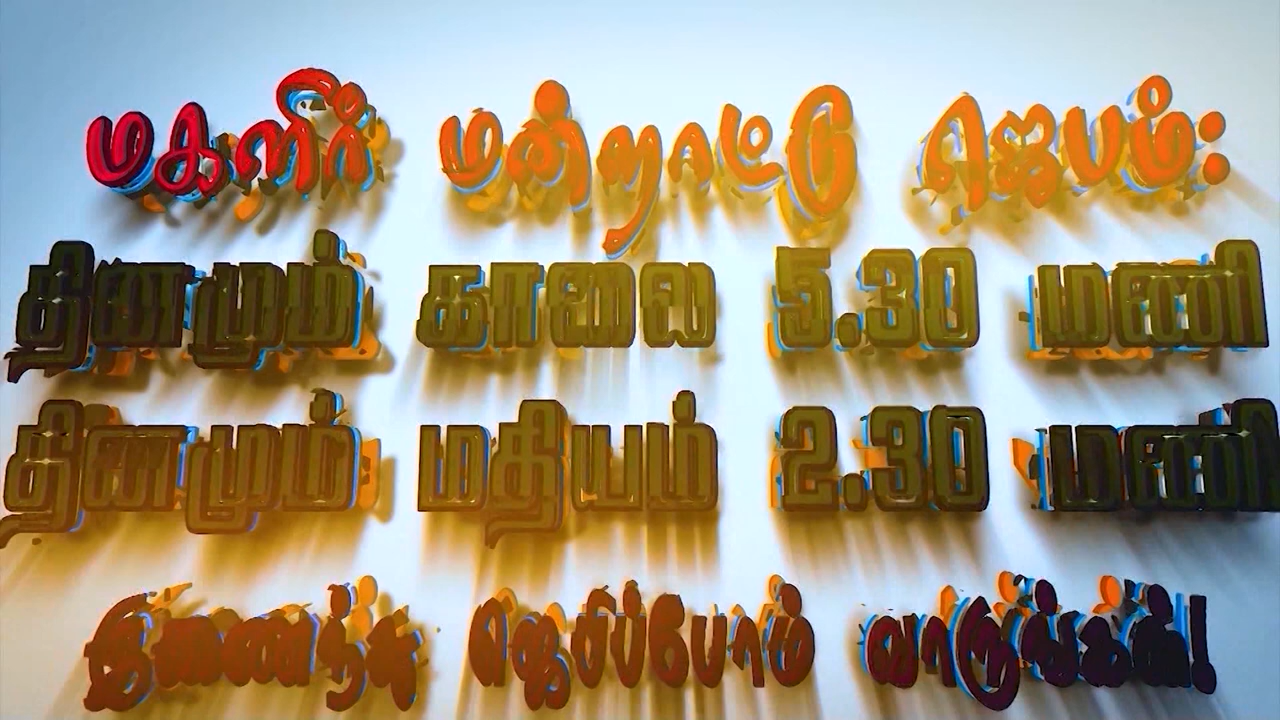 மகளிர் மன்றாட்டு ஜெபம்:
தினமும் காலை 5.30 மணி
தினமும் மதியம் 2.30 மணி
இணைந்து ஜெபிப்போம் வாருங்கள்!